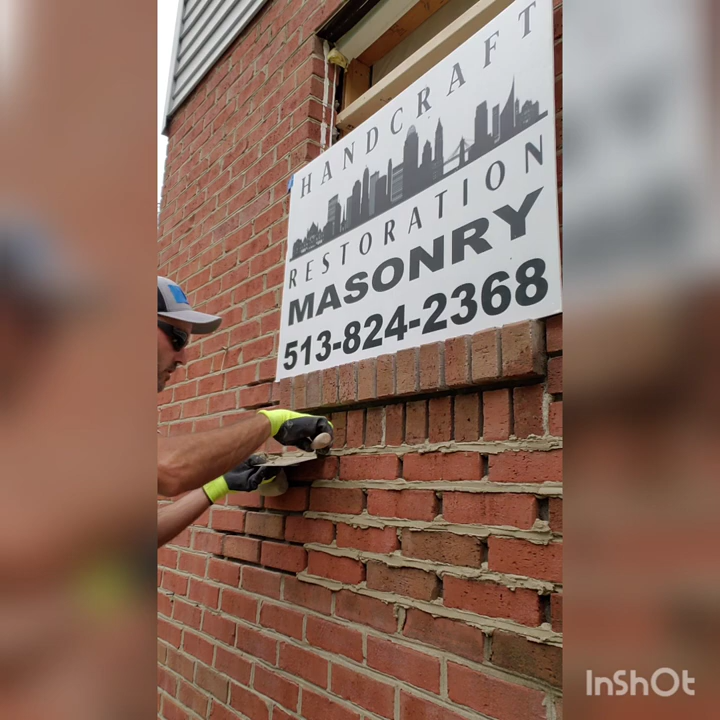 HANDCRAFT
RESTORATION
MASONRY
513-824-2368
InShOt